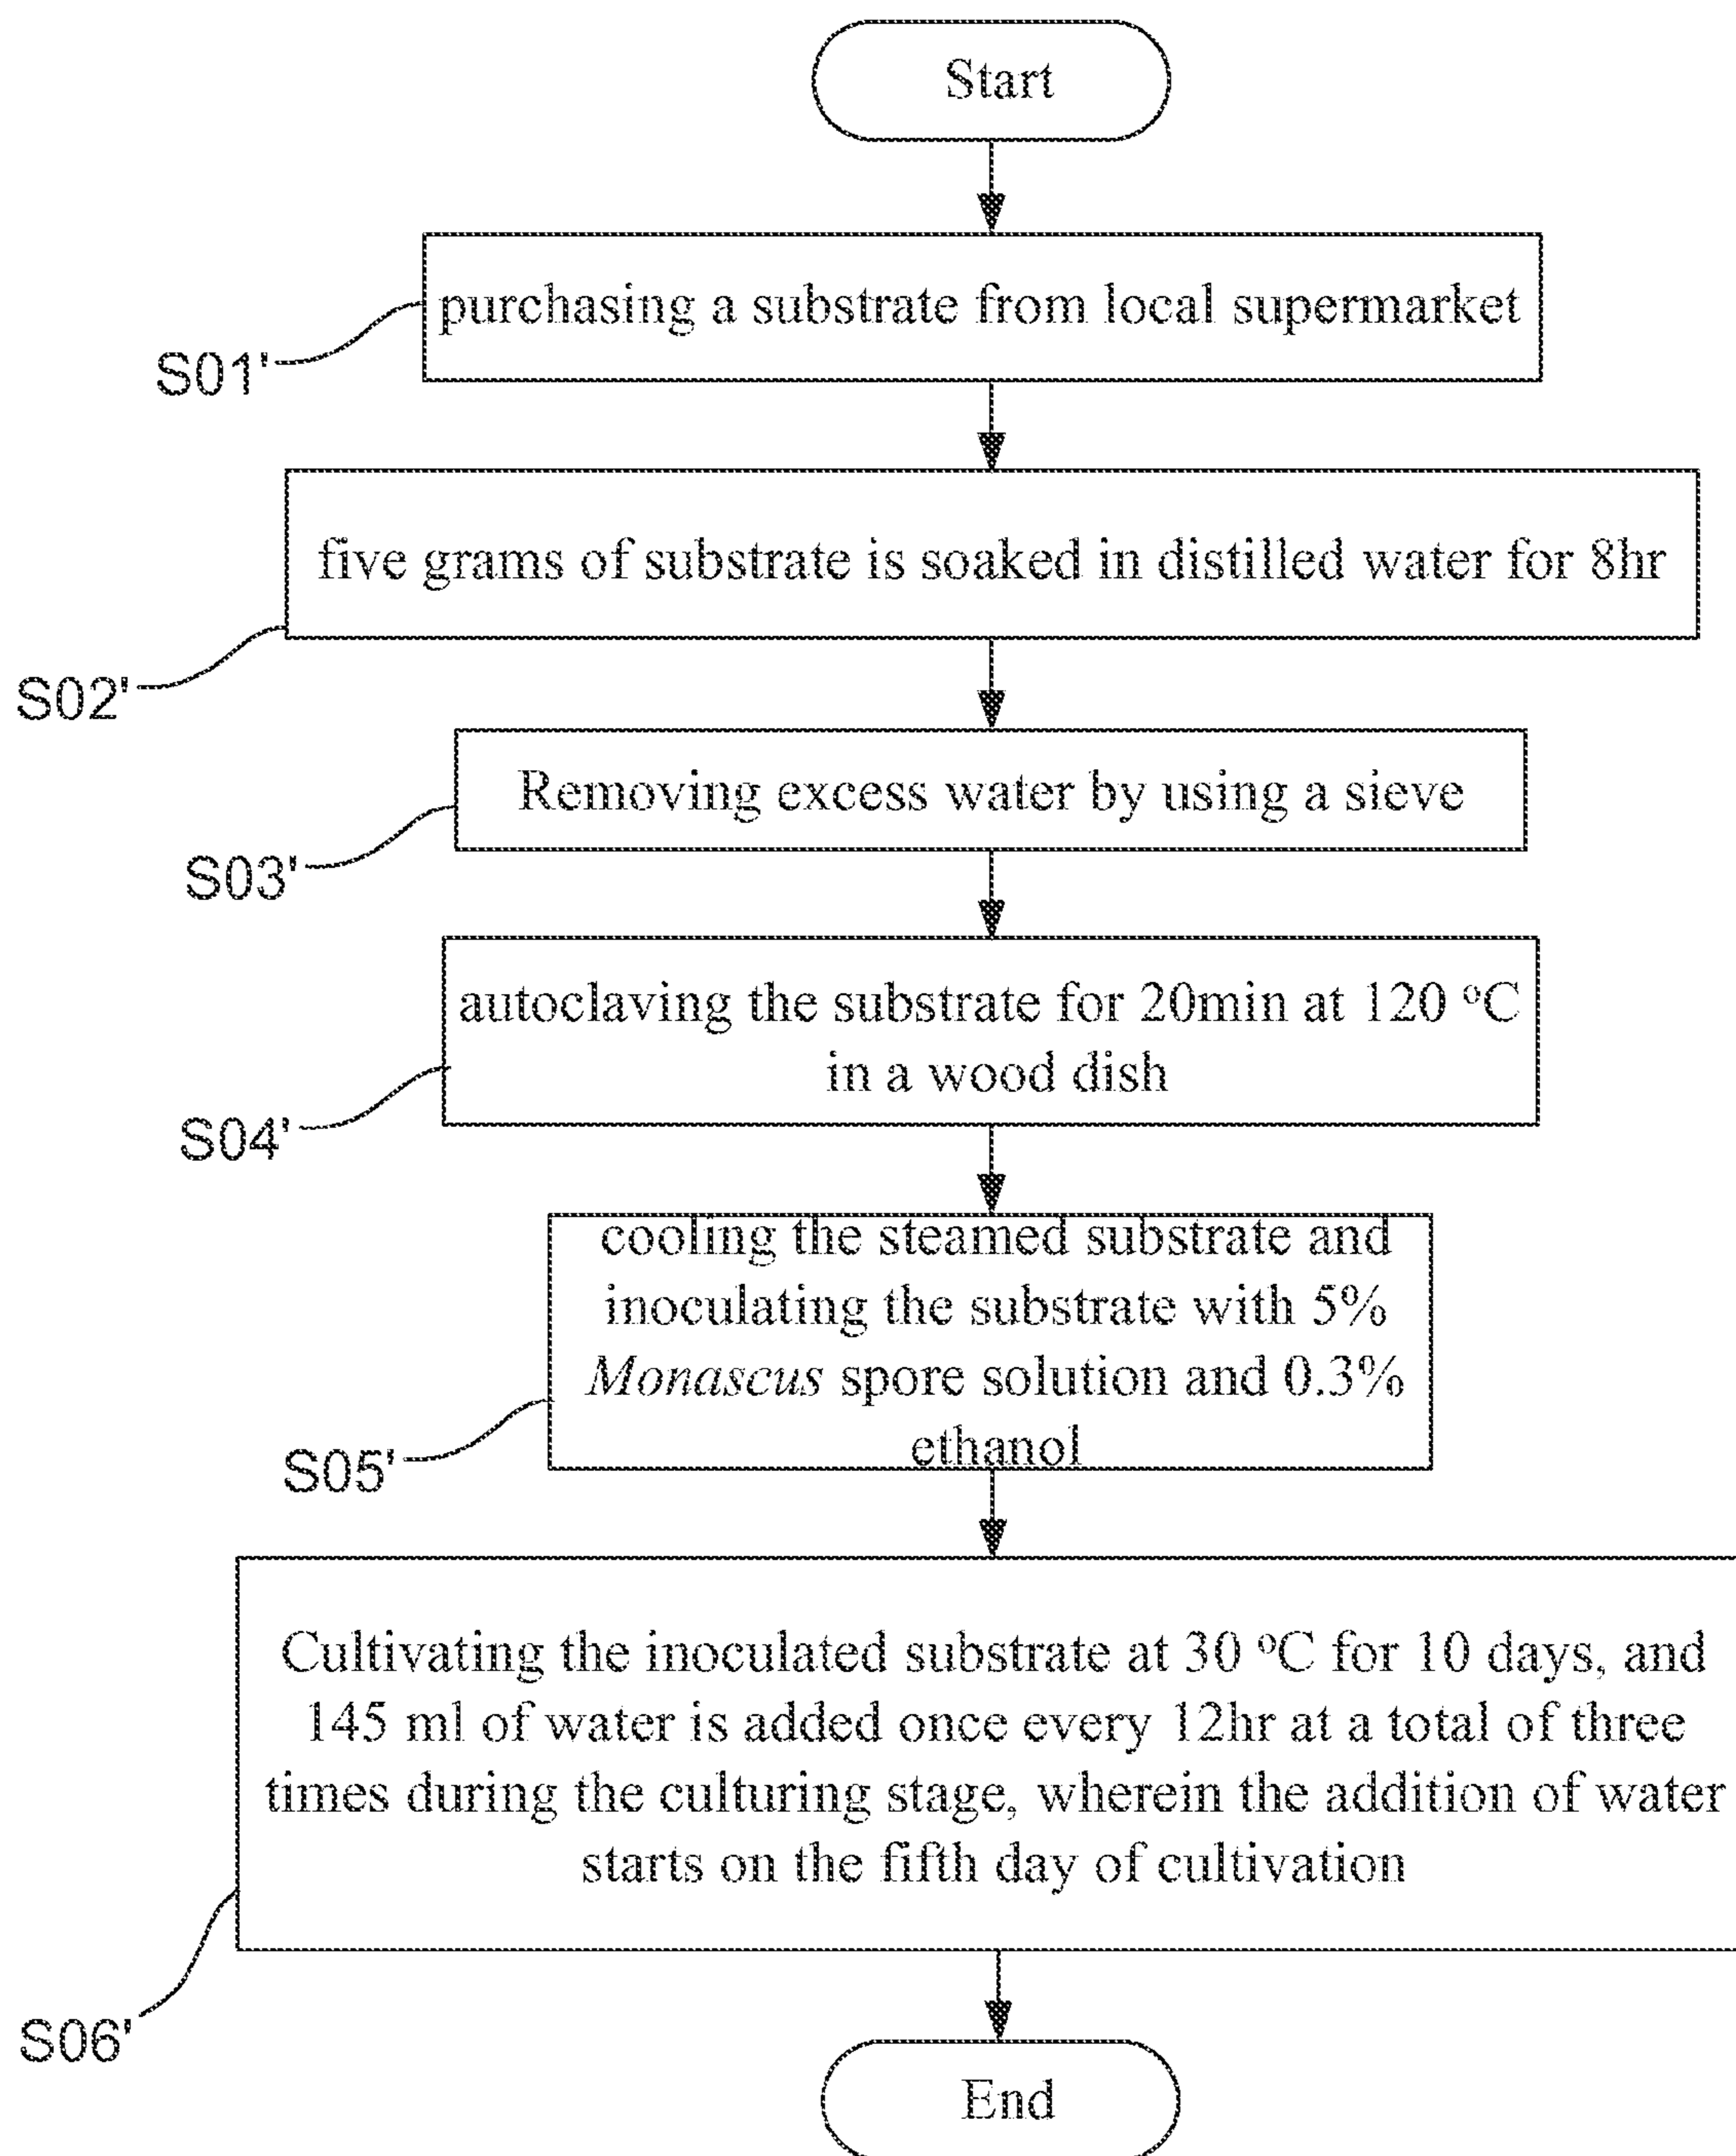 Start
purchasing a substrate from local supermarket
S01'
five grams of substrate is soaked in distilled water for 8hr
S02'
Removing excess water by using a sieve
S03'
autoclaving the substrate for 20min at 120 °C
in a wood dish
S04'
cooling the steamed substrate and
inoculating the substrate with 5%
Monascus spore solution and 0.3%
ethanol
S05'
Cultivating the inoculated substrate at 30 °C for 10 days, and
145 ml of water is added once every 12hr at a total of three
times during the culturing stage, wherein the addition of water
starts on the fifth day of cultivation
S06'
End